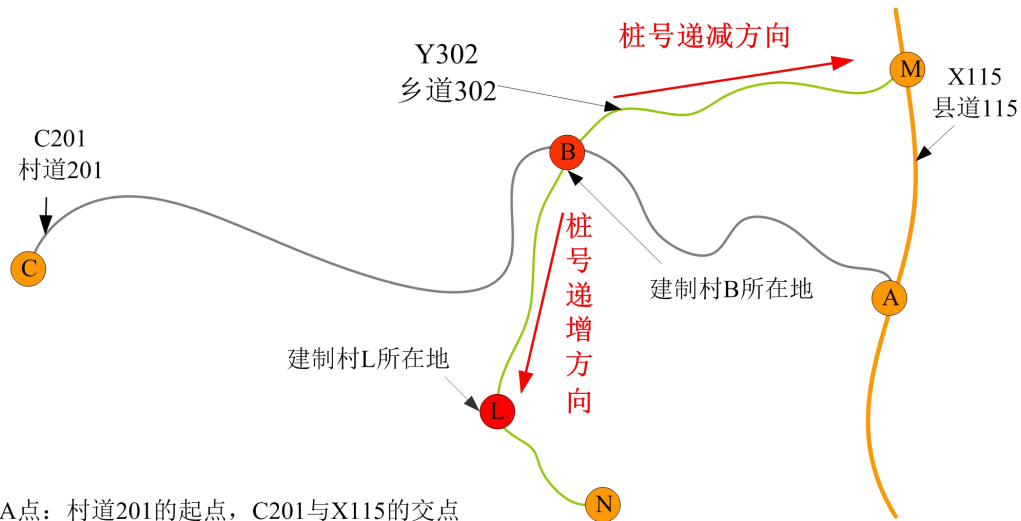 桩号递减方向
Y302
乡道302
M
X115
县道115
C201
村道201
B
桩号递增方向
C
建制村B所在地
A
建制村L所在地
L
N
A点：村道201的起点，C201与X115的交点